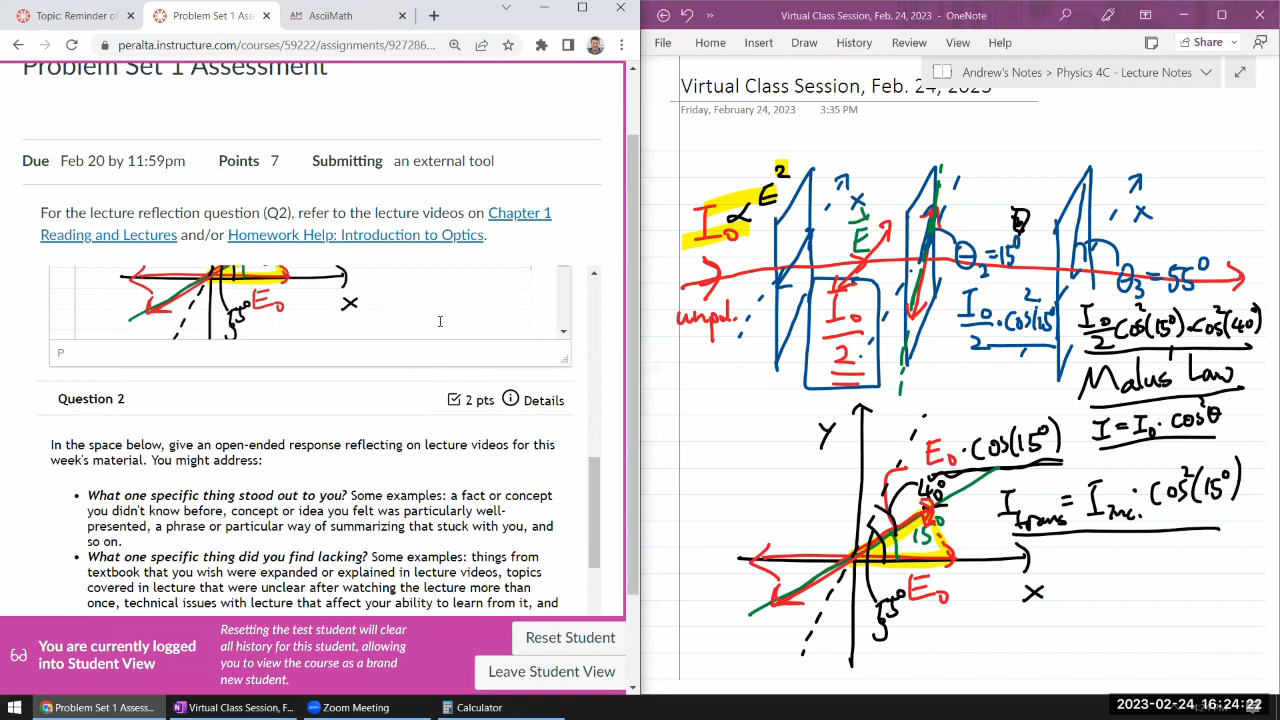 Topic: Reminder of
Problem Set 1 Ass
AsciiMath
peralta.instructure.com/courses/59222/assignments/927286...
Problem Set 1 Assessment
Due Feb 20 by 11:59pm Points 7 Submitting an external tool
For the lecture reflection question (Q2), refer to the lecture videos on Chapter 1
Reading and Lectures and/or Homework Help: Introduction to Optics.
55° E₀ x
P
Question 2
2 pts Details
In the space below, give an open-ended response reflecting on lecture videos for this
week's material. You might address:
• What one specific thing stood out to you? Some examples: a fact or concept
you didn't know before, concept or idea you felt was particularly well-
presented, a phrase or particular way of summarizing that stuck with you, and
so on.
• What one specific thing did you find lacking? Some examples: things from
textbook that you wish were expanded or explained in lecture videos, topics
covered in lecture that were unclear after watching the lecture more than
once, technical issues with lecture that affect your ability to learn from it, and
You are currently logged
into Student View
Resetting the test student will clear
all history for this student, allowing
you to view the course as a brand
new student.
Reset Student
Leave Student View
Virtual Class Session, Feb. 24, 2023 - OneNote
File Home Insert Draw History Review Help
Share
Andrew's Notes > Physics 4C - Lecture Notes
Virtual Class Session, Feb. 24, 2023
Friday, February 24, 2023 3:35 PM
I₀ ∝ E²
x
E
θ₂ = 15°
x
θ₃ = 55°
unpol.
I₀/2
I₀/2 · cos²(15°)
I₀/2 cos²(15°) · cos²(40°)
Malus Law
I = I₀ · cos²θ
y
E₀ · cos(15°)
40°
15°
I trans = I inc. · cos²(15°)
E₀
55°
x
Problem Set 1 Asses...
Virtual Class Session, F...
Zoom Meeting
Calculator
2023-02-24 16:24:22